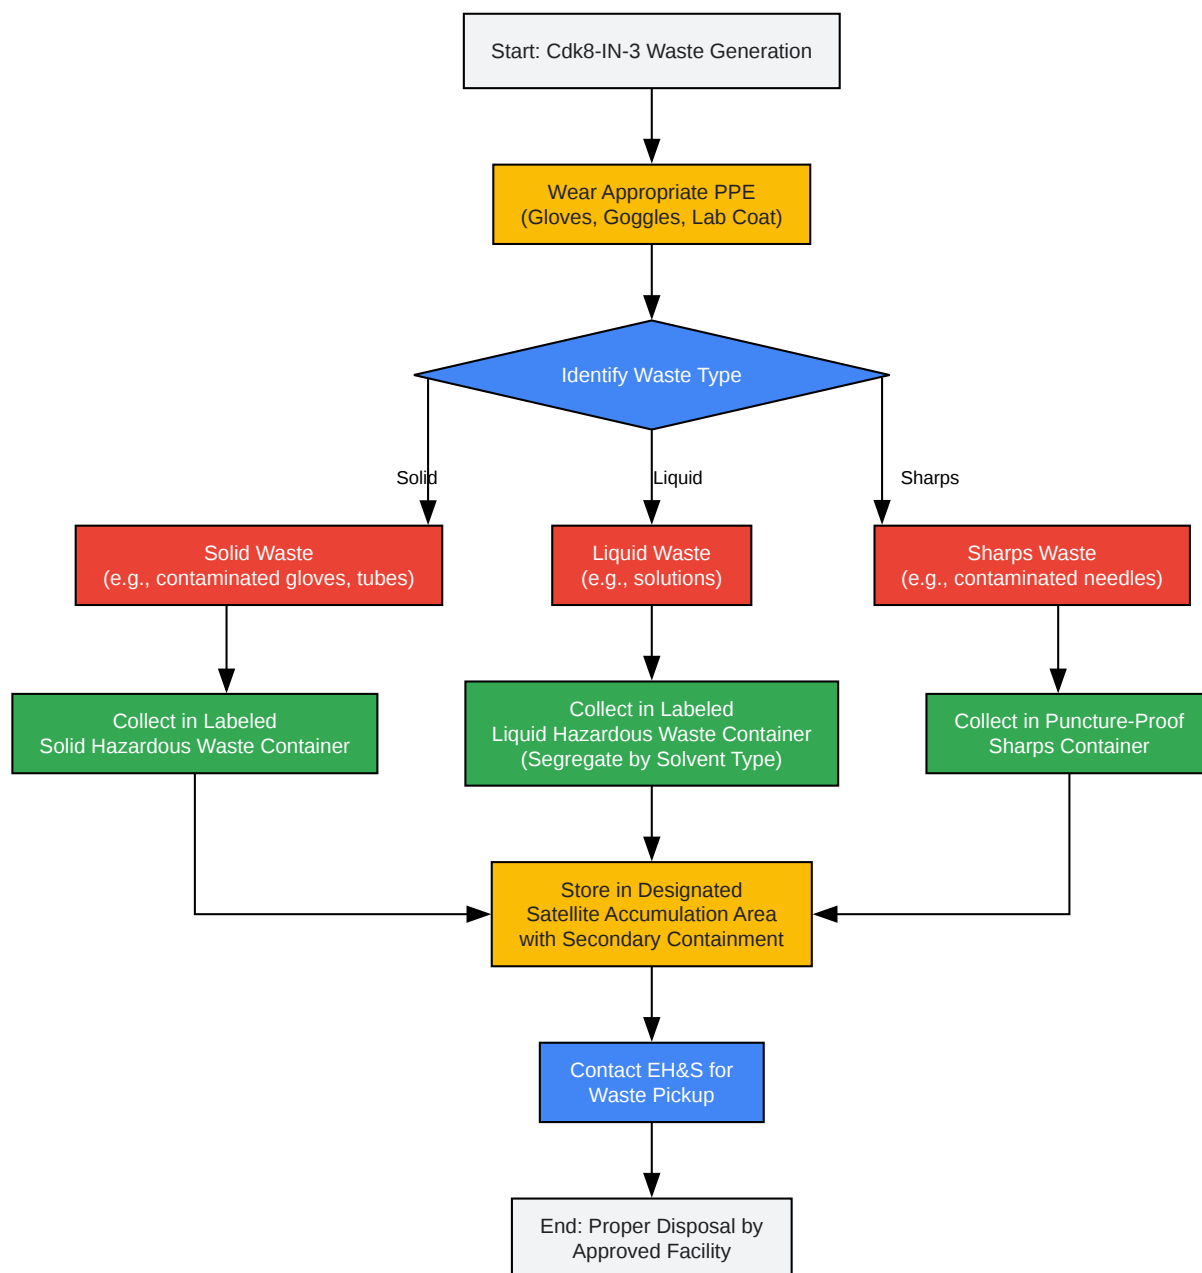 Start: Cdk8-IN-3 Waste Generation
Wear Appropriate PPE
(Gloves, Goggles, Lab Coat)
Identify Waste Type
Solid
Liquid
Sharps
Solid Waste
(e.g., contaminated gloves, tubes)
Liquid Waste
(e.g., solutions)
Sharps Waste
(e.g., contaminated needles)
Collect in Labeled
Solid Hazardous Waste Container
Collect in Labeled
Liquid Hazardous Waste Container
(Segregate by Solvent Type)
Collect in Puncture-Proof
Sharps Container
Store in Designated
Satellite Accumulation Area
with Secondary Containment
Contact EH&S for
Waste Pickup
End: Proper Disposal by
Approved Facility